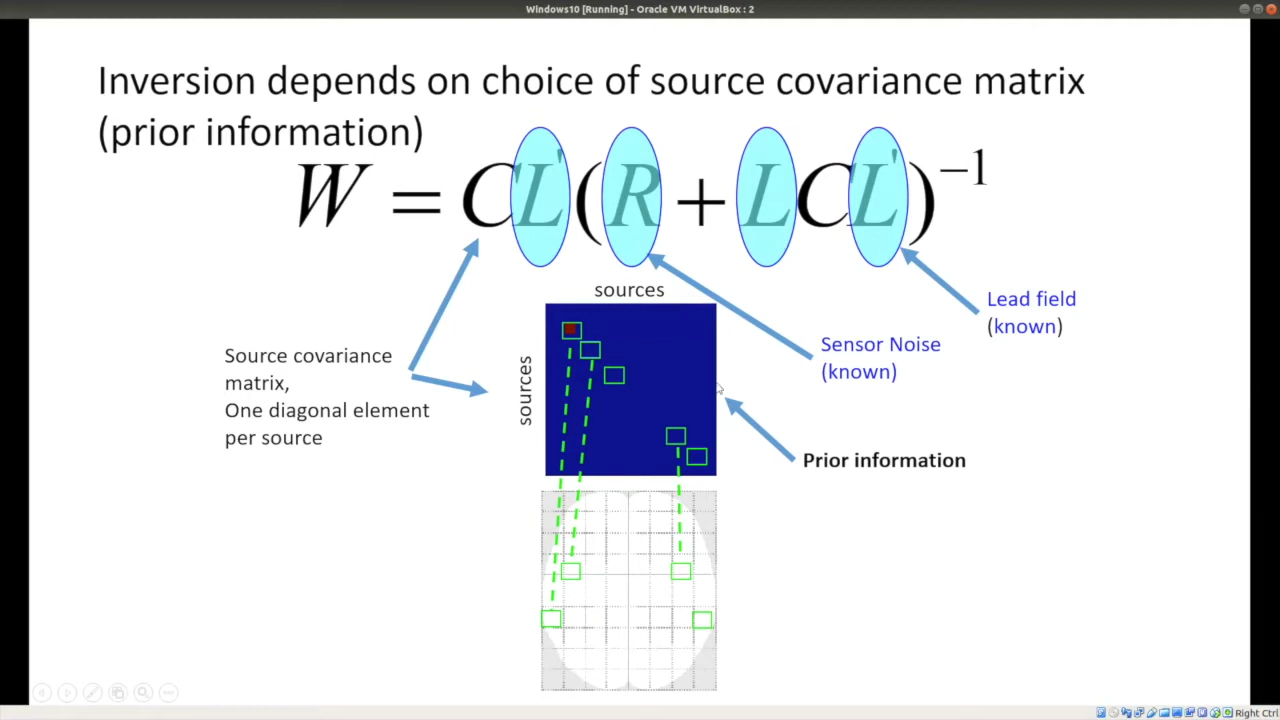 Windows10 [Running] - Oracle VM VirtualBox : 2
Inversion depends on choice of source covariance matrix
(prior information)
W = CL'(R + LCL')⁻¹
sources
Lead field
(known)
Sensor Noise
(known)
Source covariance
matrix,
One diagonal element
per source
sources
Prior information
Right Ctrl